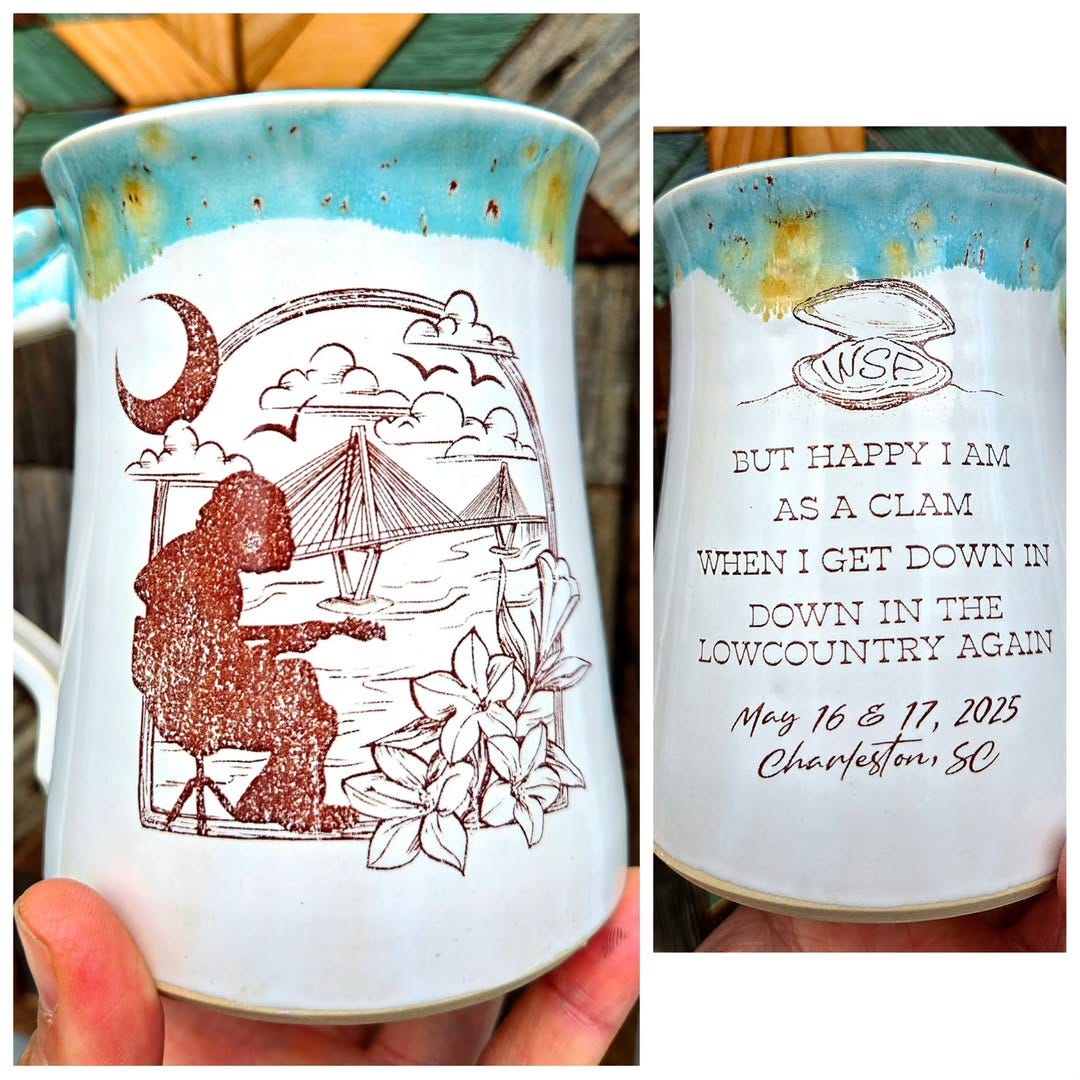 WSP
BUT HAPPY I AM
AS A CLAM
WHEN I GET DOWN IN
DOWN IN THE
LOWCOUNTRY AGAIN
May 16 & 17, 2025
Charleston, SC